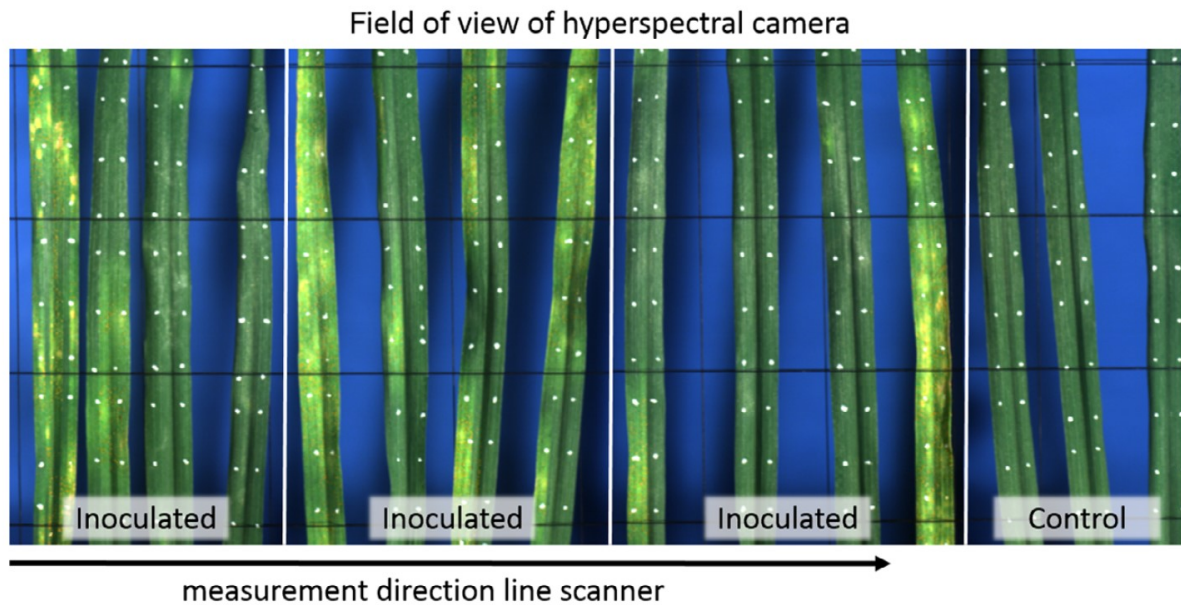 Field of view of hyperspectral camera
Inoculated
Inoculated
Inoculated
Control
measurement direction line scanner